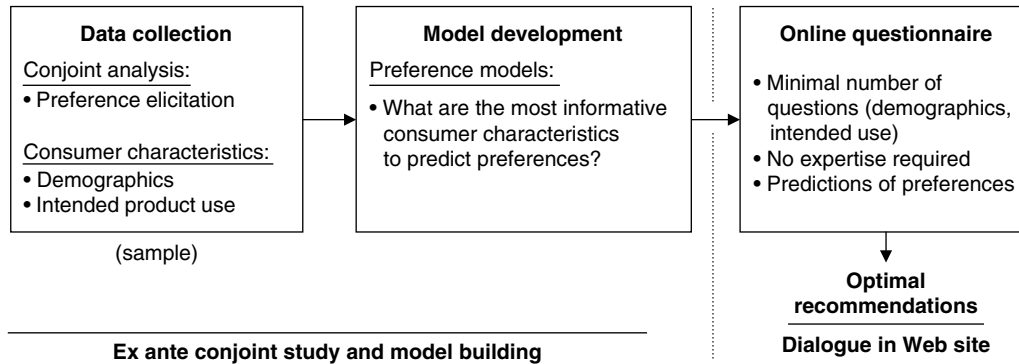 Data collection
Conjoint analysis:
• Preference elicitation
Consumer characteristics:
• Demographics
• Intended product use
(sample)
Model development
Preference models:
• What are the most informative
consumer characteristics
to predict preferences?
Ex ante conjoint study and model building
Online questionnaire
• Minimal number of
questions (demographics,
intended use)
• No expertise required
• Predictions of preferences
Optimal
recommendations
Dialogue in Web site